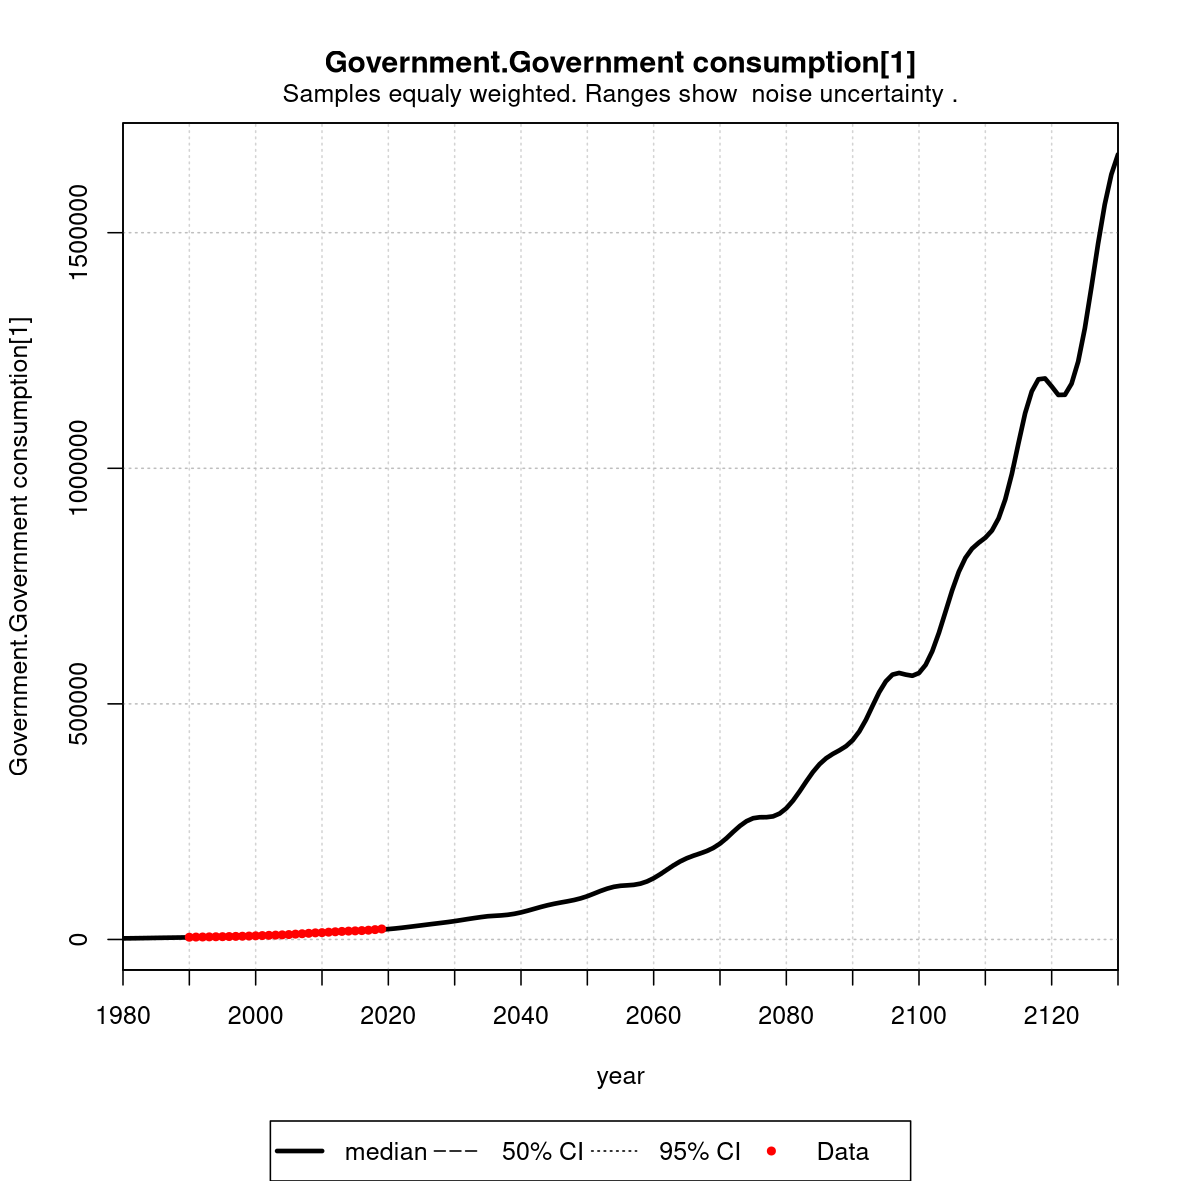 Government.Government consumption[1]
Samples equaly weighted. Ranges show  noise uncertainty .
Government.Government consumption[1]
1500000
1000000
500000
0
1980 2000 2020 2040 2060 2080 2100 2120
year
median 50% CI 95% CI Data